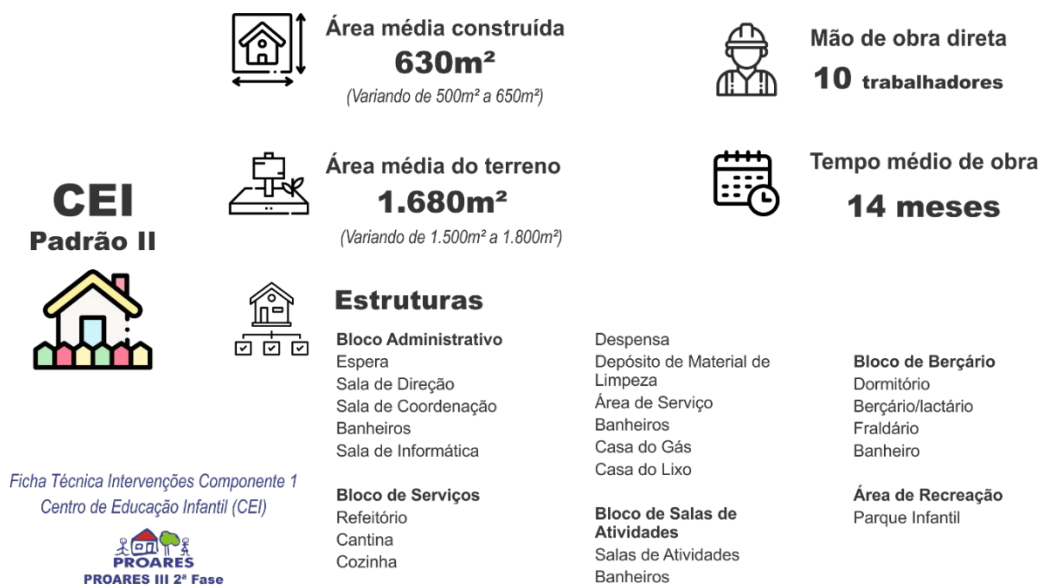 CEI
Padrão II
Ficha Técnica Intervenções Componente 1
Centro de Educação Infantil (CEI)
PROARES
PROARES III 2ª Fase
Área média construída
630m²
(Variando de 500m² a 650m²)
Área média do terreno
1.680m²
(Variando de 1.500m² a 1.800m²)
Mão de obra direta
10 trabalhadores
Tempo médio de obra
14 meses
Estruturas
Bloco Administrativo
Espera
Sala de Direção
Sala de Coordenação
Banheiros
Sala de Informática
Bloco de Serviços
Refeitório
Cantina
Cozinha
Despensa
Depósito de Material de
Limpeza
Área de Serviço
Banheiros
Casa do Gás
Casa do Lixo
Bloco de Salas de
Atividades
Salas de Atividades
Banheiros
Bloco de Berçário
Dormitório
Berçário/lactário
Fraldário
Banheiro
Área de Recreação
Parque Infantil